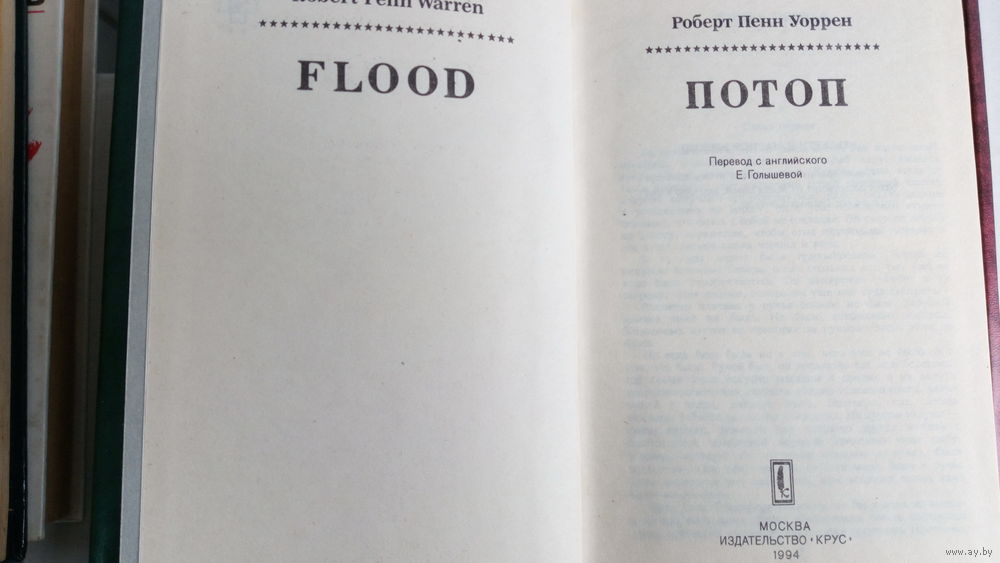 Robert Penn Warren
*************************
FLOOD
Роберт Пенн Уоррен
**************************
ПОТОП
Перевод с английского
Е. Голышевой
МОСКВА
ИЗДАТЕЛЬСТВО «КРУС»
1994
www.ay.by